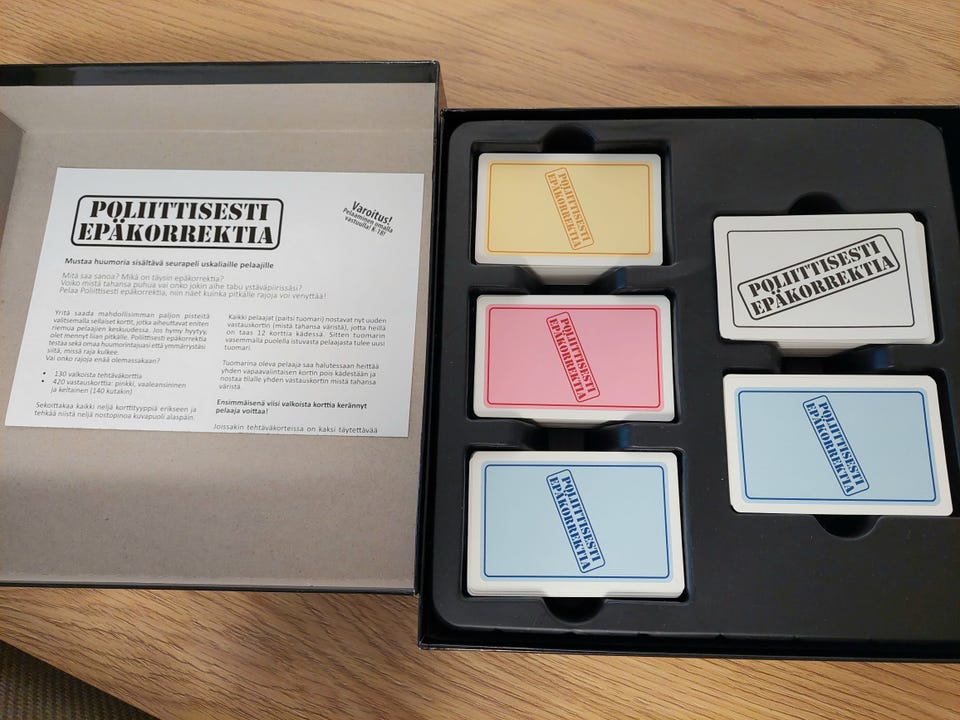 POLIITTISESTI
EPÄKORREKTIA
Varoitus!
Pelaaminen omalla
vastuulla! K-18!
Mustaa huumoria sisältävä seurapeli uskaliaille pelaajille
Mitä saa sanoa? Mikä on täysin epäkorrektia?
Voiko mistä tahansa puhua vai onko jokin aihe tabu ystäväpiirissäsi?
Pelaa Poliittisesti epäkorrektia, niin näet kuinka pitkälle rajoja voi venyttää!
Yritä saada mahdollisimman paljon pisteitä
valitsemalla sellaiset kortit, jotka aiheuttavat eniten
riemua pelaajien keskuudessa. Jos hymy hyytyy,
olet mennyt liian pitkälle. Poliittisesti epäkorrektia
testaa sekä omaa huumorintajuasi että ymmärrystäsi
siitä, missä raja kulkee.
Vai onko rajoja enää olemassakaan?
• 130 valkoista tehtäväkorttia
• 420 vastauskorttia: pinkki, vaaleansininen
ja keltainen (140 kutakin)
Sekoittakaa kaikki neljä korttityyppiä erikseen ja
tehkää niistä neljä nostopinoa kuvapuoli alaspäin.
Kaikki pelaajat (paitsi tuomari) nostavat nyt uuden
vastauskortin (mistä tahansa väristä), jotta heillä
on taas 12 korttia kädessä. Sitten tuomarin
vasemmalla puolella istuvasta pelaajasta tulee uusi
tuomari.
Tuomarina oleva pelaaja saa halutessaan heittää
yhden vapaavalintaisen kortin pois kädestään ja
nostaa tilalle yhden vastauskortin mistä tahansa
väristä.
Ensimmäisenä viisi valkoista korttia kerännyt
pelaaja voittaa!
Joissakin tehtäväkorteissa on kaksi täytettävää
POLIITTISESTI
EPÄKORREKTIA
POLIITTISESTI
EPÄKORREKTIA
POLIITTISESTI
EPÄKORREKTIA
POLIITTISESTI
EPÄKORREKTIA
POLIITTISESTI
EPÄKORREKTIA